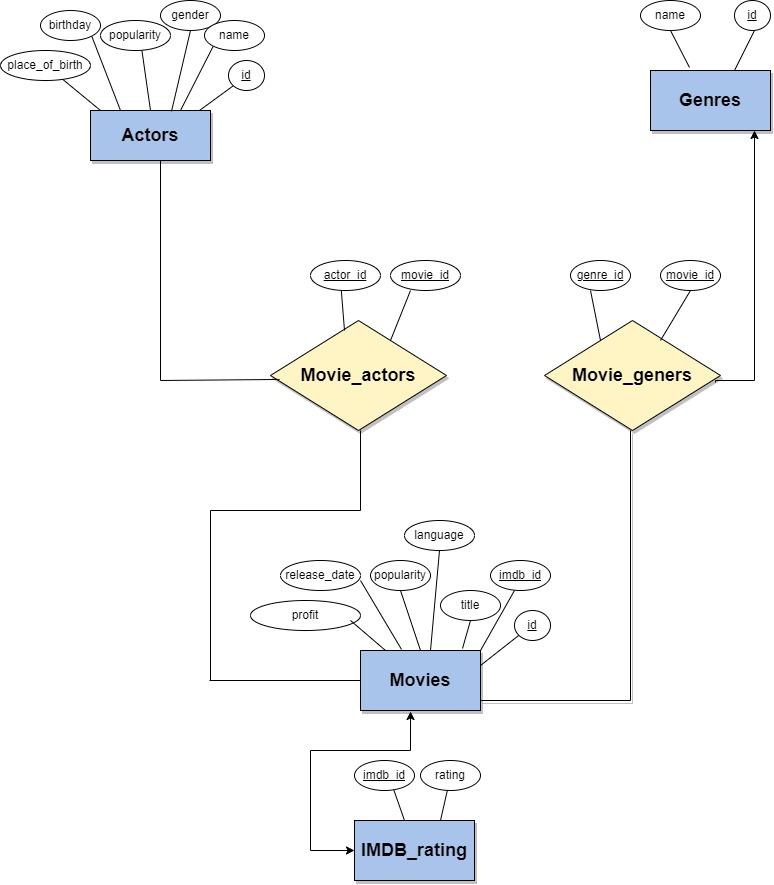 gender
name
id
birthday
popularity
name
place_of_birth
id
Genres
Actors
actor_id
movie_id
genre_id
movie_id
Movie_actors
Movie_geners
language
release_date
popularity
imdb_id
title
profit
id
Movies
imdb_id
rating
IMDB_rating